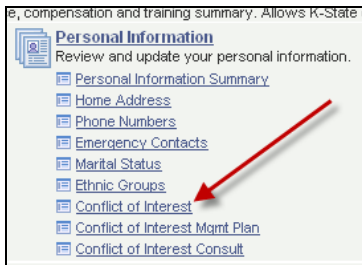 e, compensation and training summary. Allows K-State
Personal Information
Review and update your personal information.
Personal Information Summary
Home Address
Phone Numbers
Emergency Contacts
Marital Status
Ethnic Groups
Conflict of Interest
Conflict of Interest Mgmt Plan
Conflict of Interest Consult